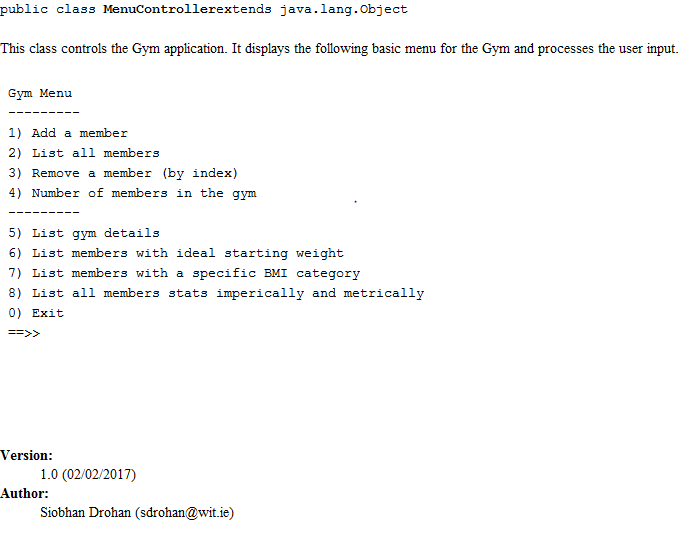 public class MenuControllerextends java.lang.Object
This class controls the Gym application. It displays the following basic menu for the Gym and processes the user input.
Gym Menu
---------
1) Add a member
2) List all members
3) Remove a member (by index)
4) Number of members in the gym
---------
5) List gym details
6) List members with ideal starting weight
7) List members with a specific BMI category
8) List all members stats imperically and metrically
0) Exit
==>>
Version:
1.0 (02/02/2017)
Author:
Siobhan Drohan (sdrohan@wit.ie)